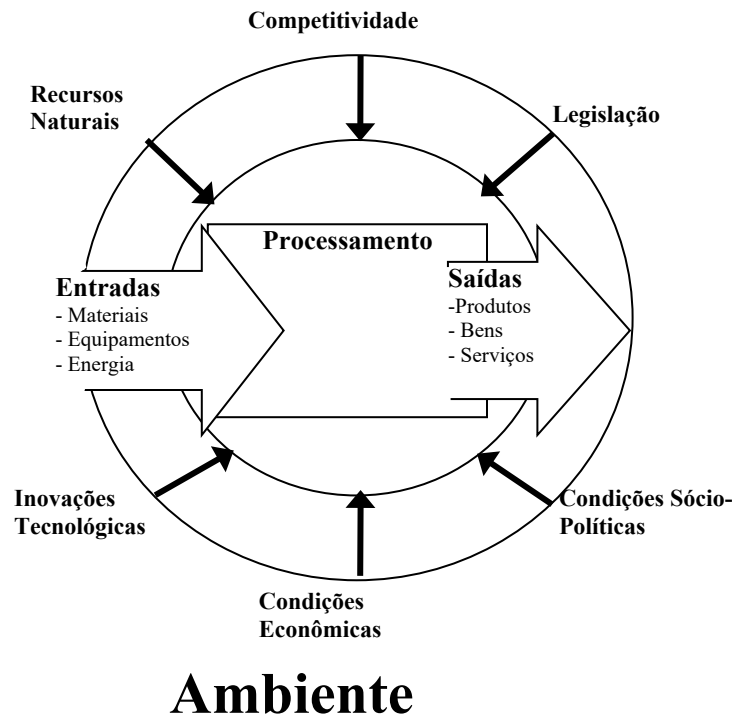 Competitividade
Recursos
Naturais
Legislação
Processamento
Entradas
- Materiais
- Equipamentos
- Energia
Saídas
-Produtos
- Bens
- Serviços
Inovações
Tecnológicas
Condições Sócio-
Políticas
Condições
Econômicas
Ambiente